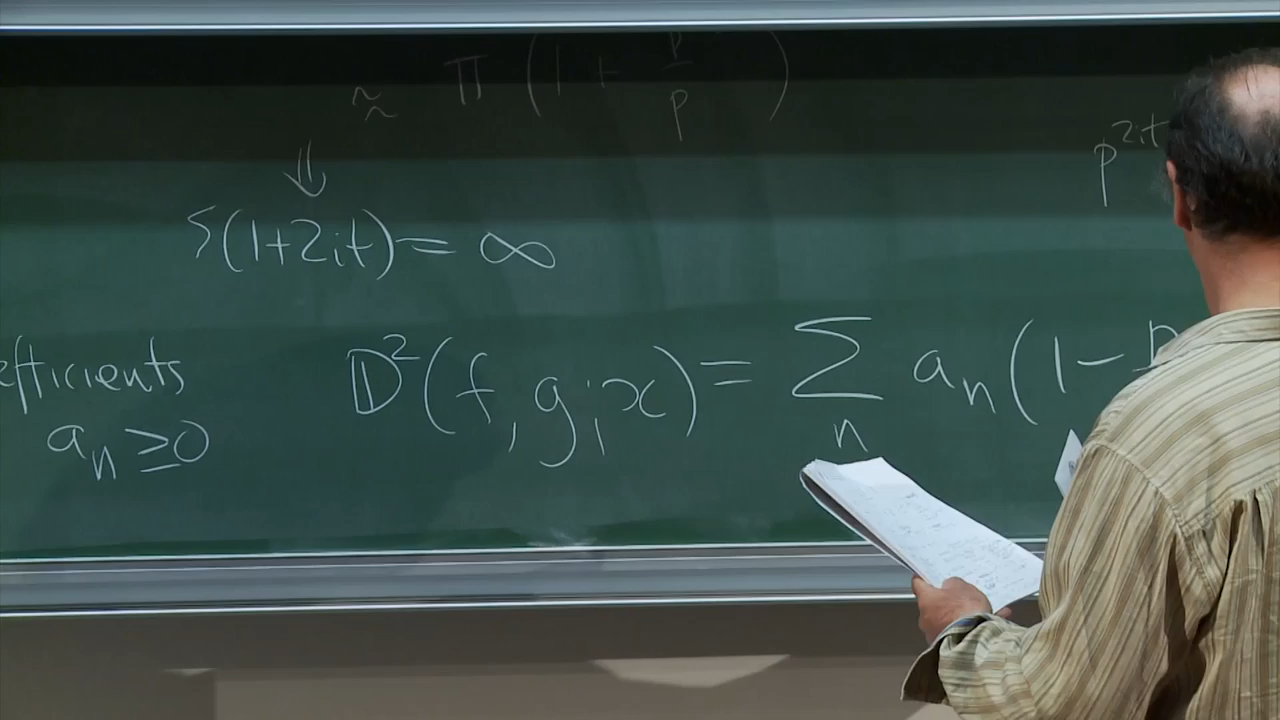 ≈ Π (1 + p/p)
p^{2it}
⇓
ζ(1+2it) = ∞
efficients
a_n ≥ 0
𝔻²(f, g; x) = Σ_n a_n (1 −